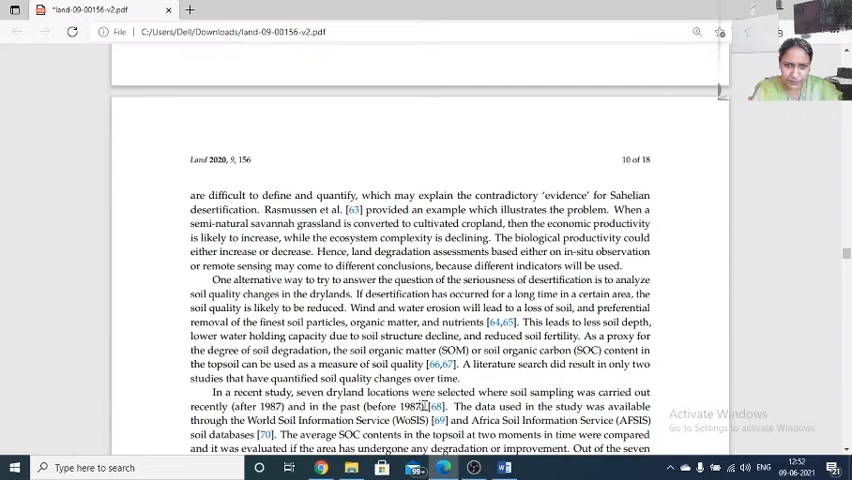 *land-09-00156-v2.pdf
File
C:/Users/Dell/Downloads/land-09-00156-v2.pdf
Land 2020, 9, 156
10 of 18
are difficult to define and quantify, which may explain the contradictory 'evidence' for Sahelian
desertification. Rasmussen et al. [63] provided an example which illustrates the problem. When a
semi-natural savannah grassland is converted to cultivated cropland, then the economic productivity
is likely to increase, while the ecosystem complexity is declining. The biological productivity could
either increase or decrease. Hence, land degradation assessments based either on in-situ observation
or remote sensing may come to different conclusions, because different indicators will be used.
One alternative way to try to answer the question of the seriousness of desertification is to analyze
soil quality changes in the drylands. If desertification has occurred for a long time in a certain area, the
soil quality is likely to be reduced. Wind and water erosion will lead to a loss of soil, and preferential
removal of the finest soil particles, organic matter, and nutrients [64,65]. This leads to less soil depth,
lower water holding capacity due to soil structure decline, and reduced soil fertility. As a proxy for
the degree of soil degradation, the soil organic matter (SOM) or soil organic carbon (SOC) content in
the topsoil can be used as a measure of soil quality [66,67]. A literature search did result in only two
studies that have quantified soil quality changes over time.
In a recent study, seven dryland locations were selected where soil sampling was carried out
recently (after 1987) and in the past (before 1987) [68]. The data used in the study was available
through the World Soil Information Service (WoSIS) [69] and Africa Soil Information Service (AFSIS)
soil databases [70]. The average SOC contents in the topsoil at two moments in time were compared
and it was evaluated if the area has undergone any degradation or improvement. Out of the seven
Activate Windows
Go to Settings to activate Windows.
Type here to search
99+
ENG
12:52
09-06-2021
21